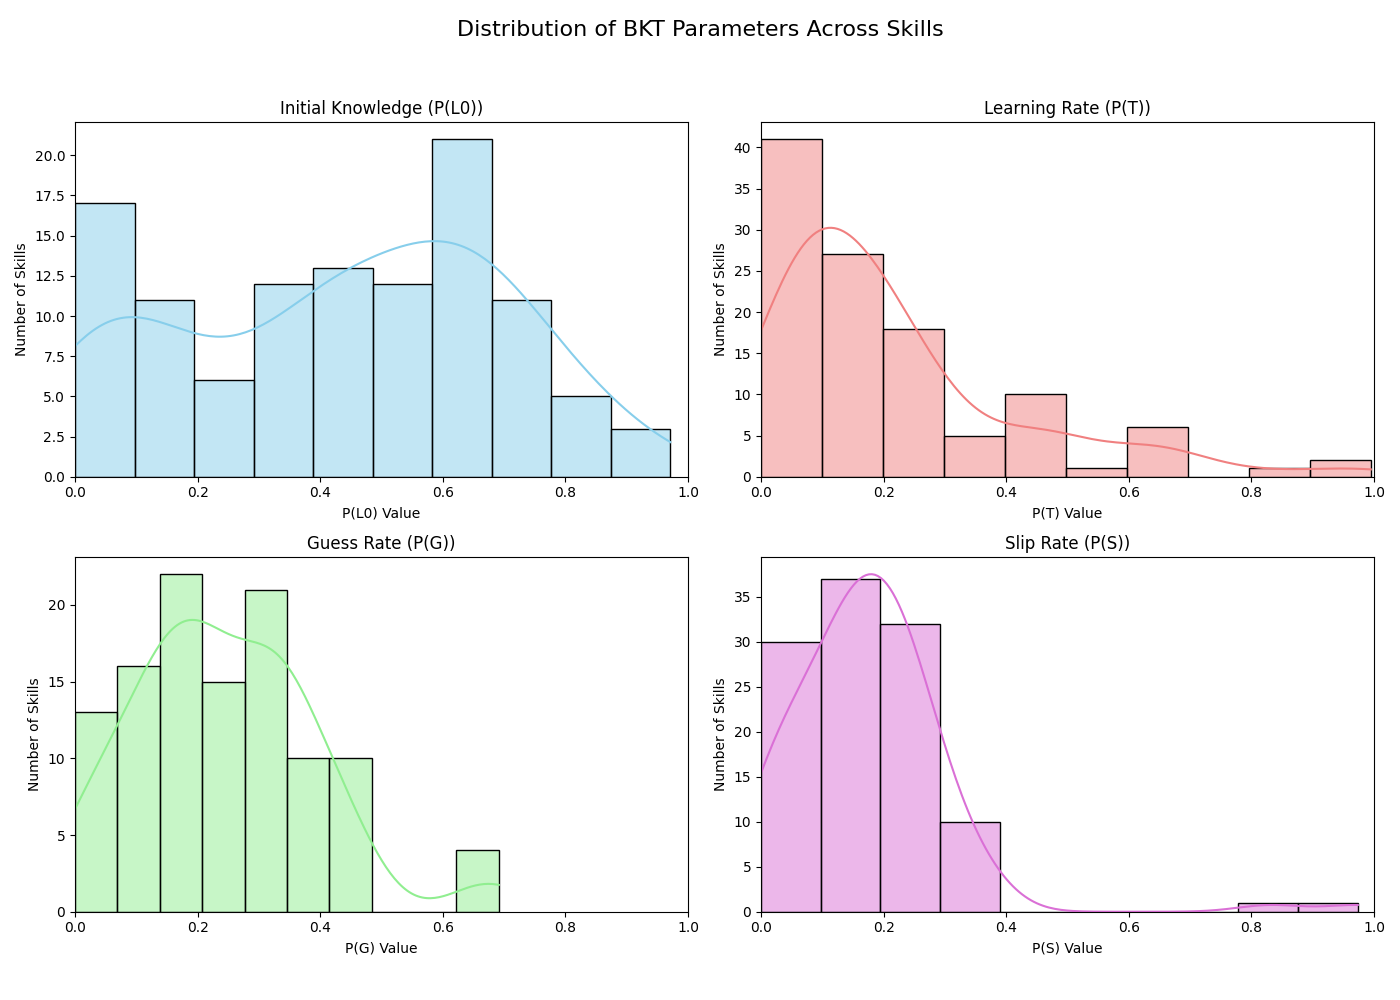 Distribution of BKT Parameters Across Skills
Initial Knowledge (P(L0))
Number of Skills
20.0
17.5
15.0
12.5
10.0
7.5
5.0
2.5
0.0
0.0 0.2 0.4 0.6 0.8 1.0
P(L0) Value
Learning Rate (P(T))
Number of Skills
40
35
30
25
20
15
10
5
0
0.0 0.2 0.4 0.6 0.8 1.0
P(T) Value
Guess Rate (P(G))
Number of Skills
20
15
10
5
0
0.0 0.2 0.4 0.6 0.8 1.0
P(G) Value
Slip Rate (P(S))
Number of Skills
35
30
25
20
15
10
5
0
0.0 0.2 0.4 0.6 0.8 1.0
P(S) Value